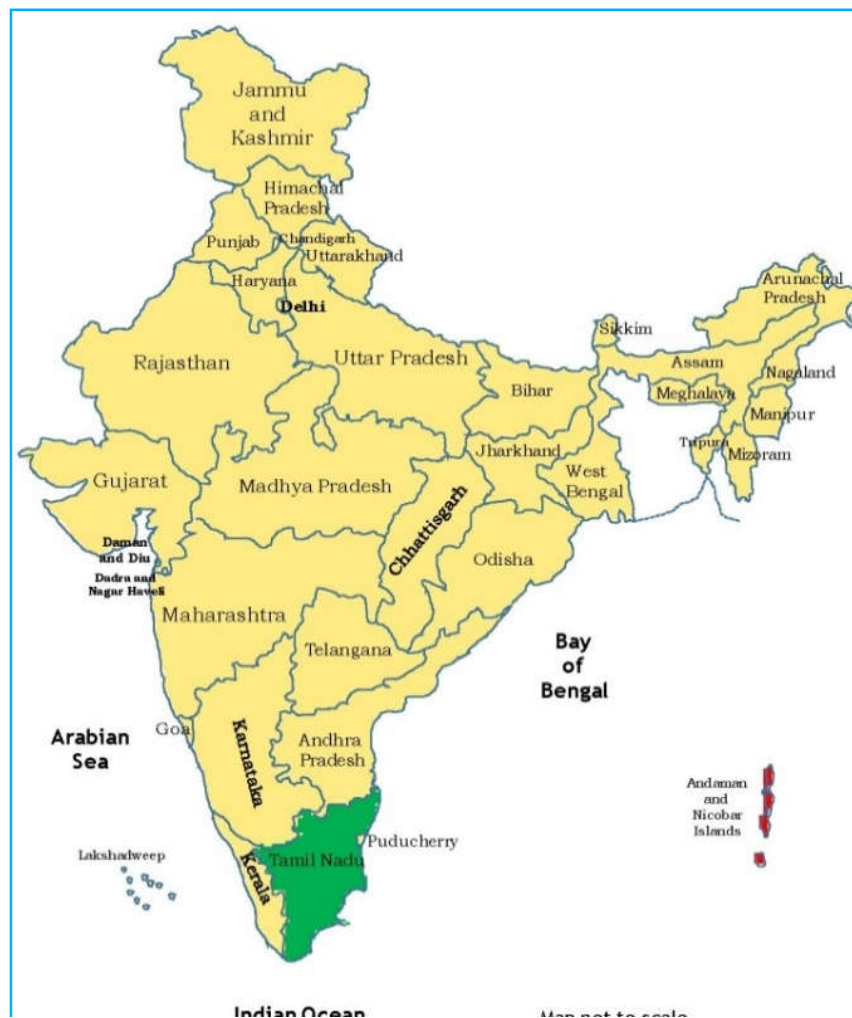 Jammu
and
Kashmir
Himachal
Pradesh
Punjab
Chandigarh
Uttarakhand
Haryana
Delhi
Arunachal
Pradesh
Sikkim
Rajasthan
Uttar Pradesh
Assam
Nagaland
Bihar
Meghalaya
Manipur
Tripura
Mizoram
Jharkhand
West
Bengal
Gujarat
Madhya Pradesh
Chhattisgarh
Odisha
Daman
and Diu
Dadra and
Nagar Haveli
Maharashtra
Telangana
Bay
of
Bengal
Goa
Karnataka
Arabian
Sea
Andhra
Pradesh
Andaman
and
Nicobar
Islands
Puducherry
Lakshadweep
Kerala
Tamil Nadu
Indian Ocean
Map not to scale